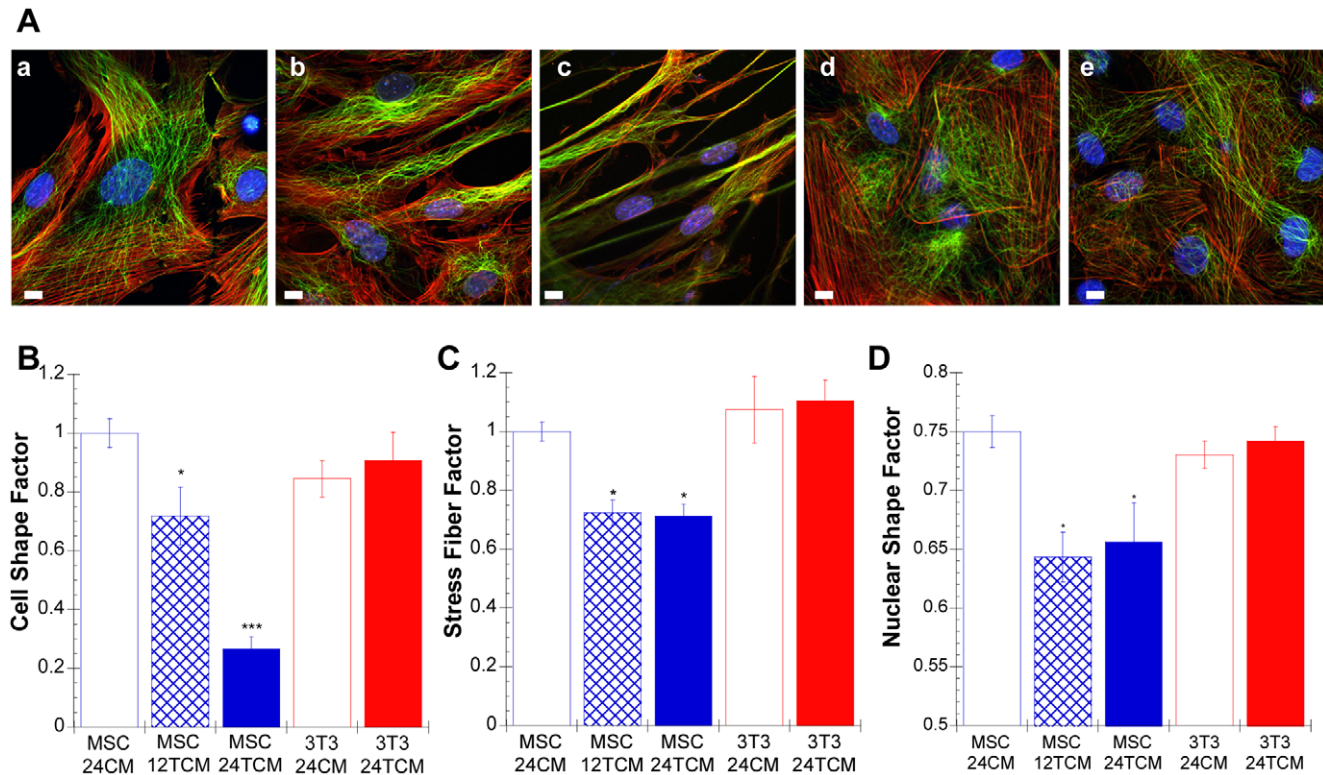 A
a b c d e
B
Cell Shape Factor
1.2
1
0.8
0.6
0.4
0.2
0
*
***
MSC 24CM
MSC 12TCM
MSC 24TCM
3T3 24CM
3T3 24TCM
C
Stress Fiber Factor
1.2
1
0.8
0.6
0.4
0.2
0
*
*
MSC 24CM
MSC 12TCM
MSC 24TCM
3T3 24CM
3T3 24TCM
D
Nuclear Shape Factor
0.8
0.75
0.7
0.65
0.6
0.55
0.5
*
*
MSC 24CM
MSC 12TCM
MSC 24TCM
3T3 24CM
3T3 24TCM